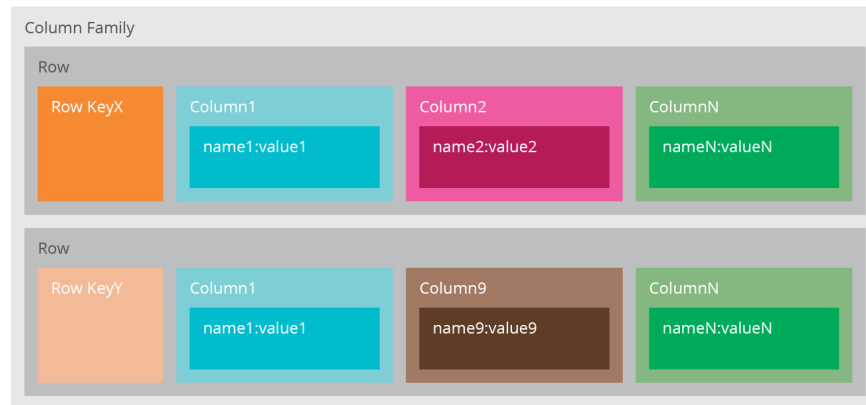 Column Family
Row
Row KeyX
Column1
name1:value1
Column2
name2:value2
ColumnN
nameN:valueN
Row
Row KeyY
Column1
name1:value1
Column9
name9:value9
ColumnN
nameN:valueN